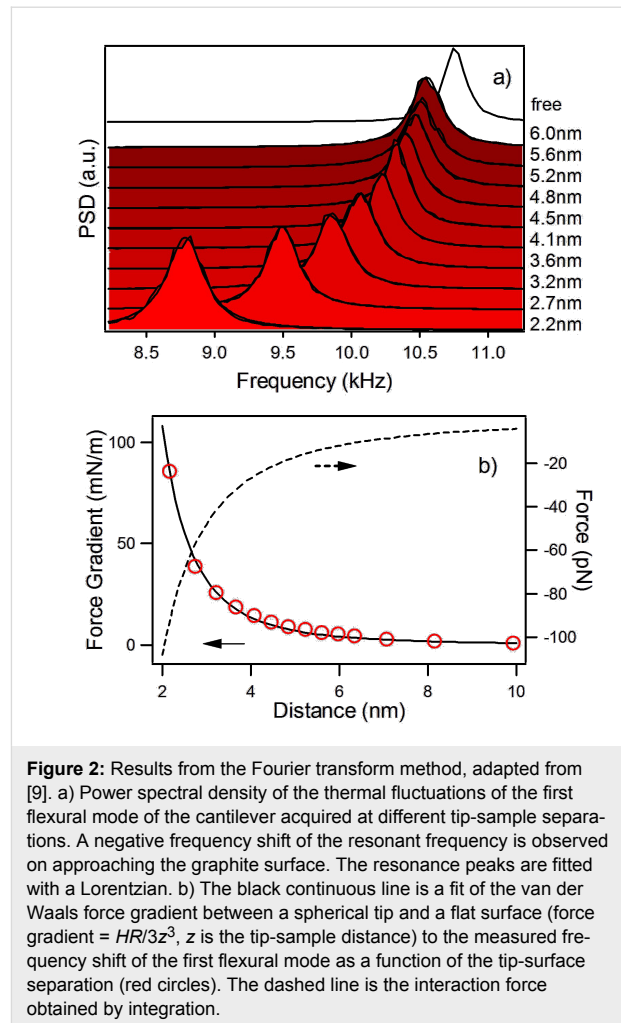 a)
free
6.0nm
5.6nm
5.2nm
4.8nm
4.5nm
4.1nm
3.6nm
3.2nm
2.7nm
2.2nm
PSD (a.u.)
8.5 9.0 9.5 10.0 10.5 11.0
Frequency (kHz)
b)
Force Gradient (mN/m)
100
50
0
Force (pN)
-20
-40
-60
-80
-100
2 4 6 8 10
Distance (nm)
Figure 2: Results from the Fourier transform method, adapted from
[9]. a) Power spectral density of the thermal fluctuations of the first
flexural mode of the cantilever acquired at different tip-sample separa-
tions. A negative frequency shift of the resonant frequency is observed
on approaching the graphite surface. The resonance peaks are fitted
with a Lorentzian. b) The black continuous line is a fit of the van der
Waals force gradient between a spherical tip and a flat surface (force
gradient = HR/3z³, z is the tip-sample distance) to the measured fre-
quency shift of the first flexural mode as a function of the tip-surface
separation (red circles). The dashed line is the interaction force
obtained by integration.